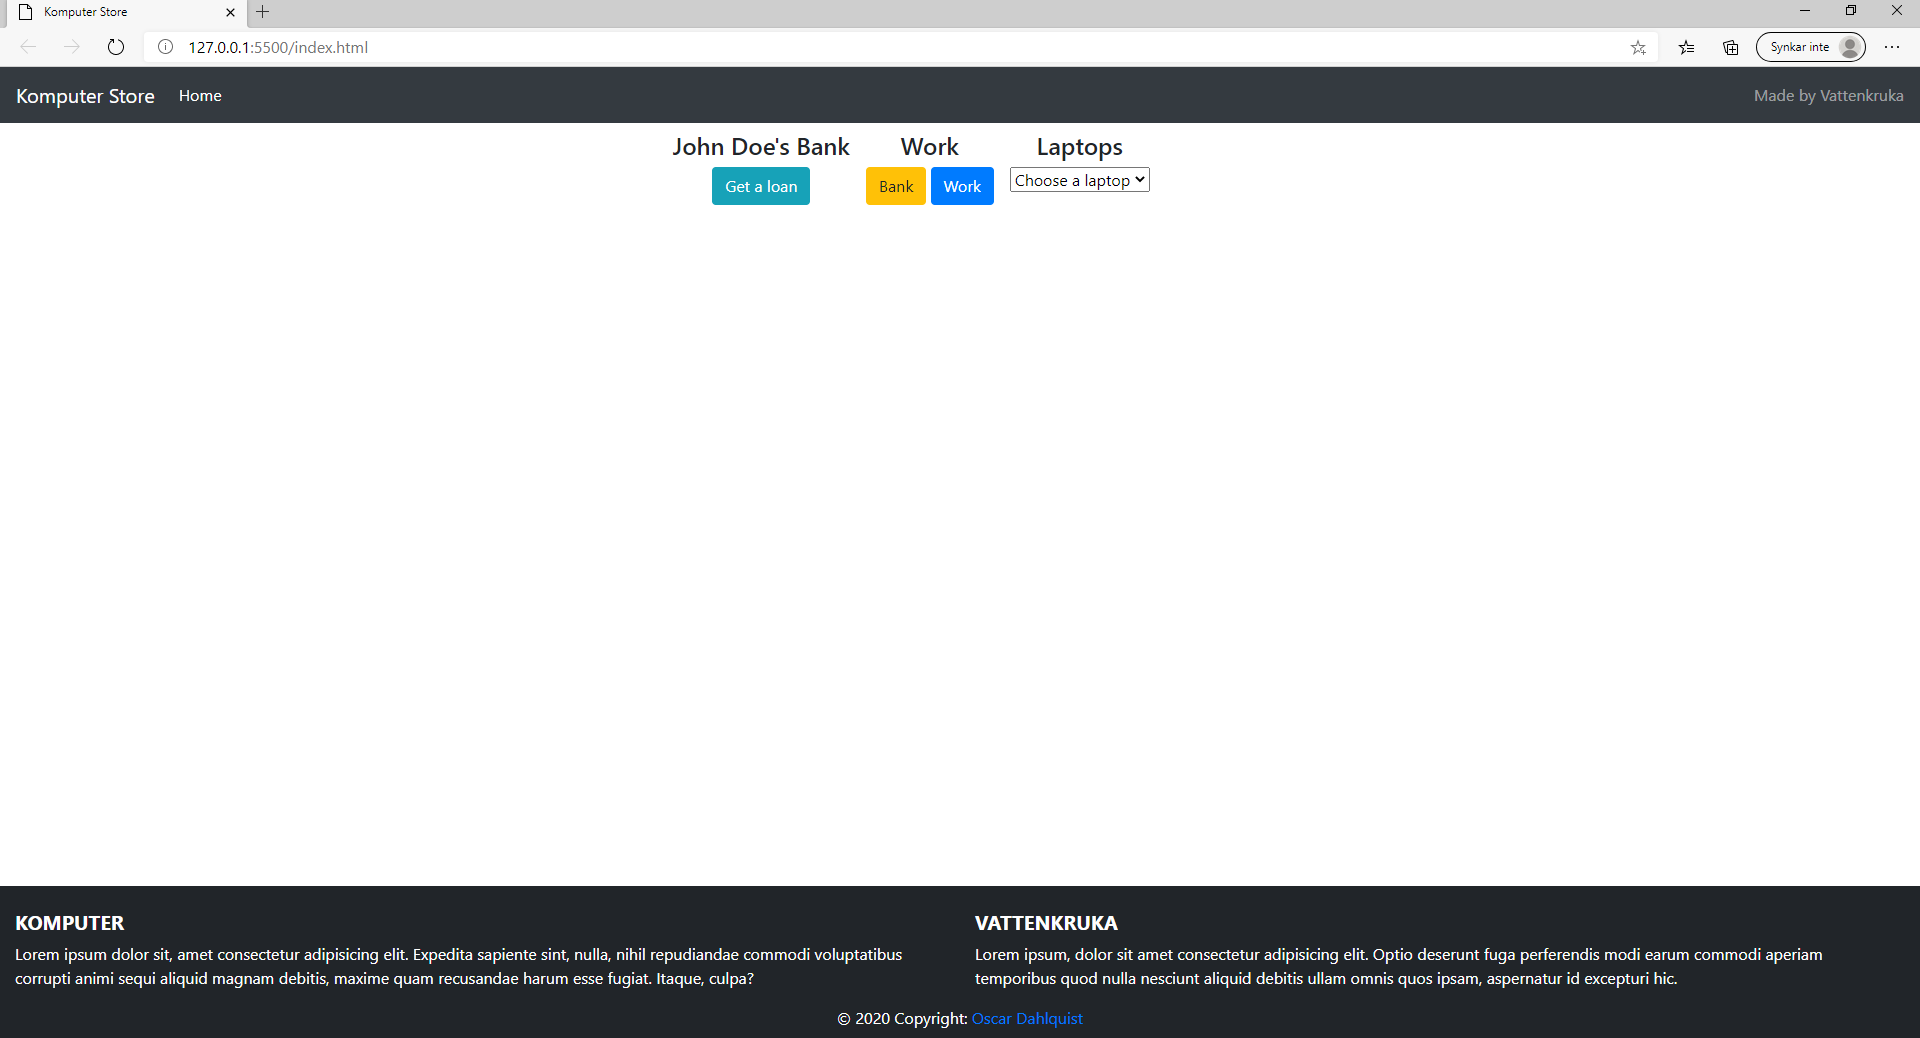 Komputer Store
127.0.0.1:5500/index.html
Synkar inte
Komputer Store Home Made by Vattenkruka
John Doe's Bank Work Laptops
Get a loan Bank Work Choose a laptop
KOMPUTER
Lorem ipsum dolor sit, amet consectetur adipisicing elit. Expedita sapiente sint, nulla, nihil repudiandae commodi voluptatibus
corrupti animi sequi aliquid magnam debitis, maxime quam recusandae harum esse fugiat. Itaque, culpa?
VATTENKRUKA
Lorem ipsum, dolor sit amet consectetur adipisicing elit. Optio deserunt fuga perferendis modi earum commodi aperiam
temporibus quod nulla nesciunt aliquid debitis ullam omnis quos ipsam, aspernatur id excepturi hic.
© 2020 Copyright: Oscar Dahlquist